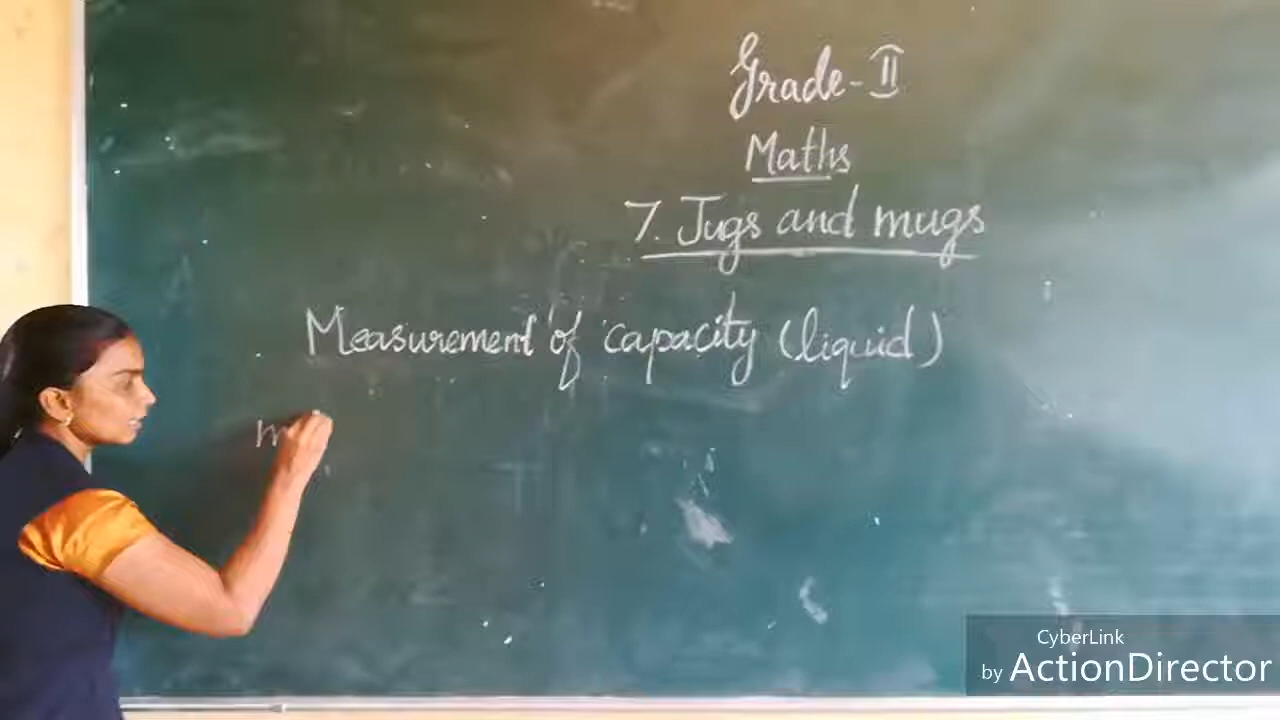 Grade-II
Maths
7. Jugs and mugs
Measurement of capacity (liquid)
m
CyberLink
by ActionDirector